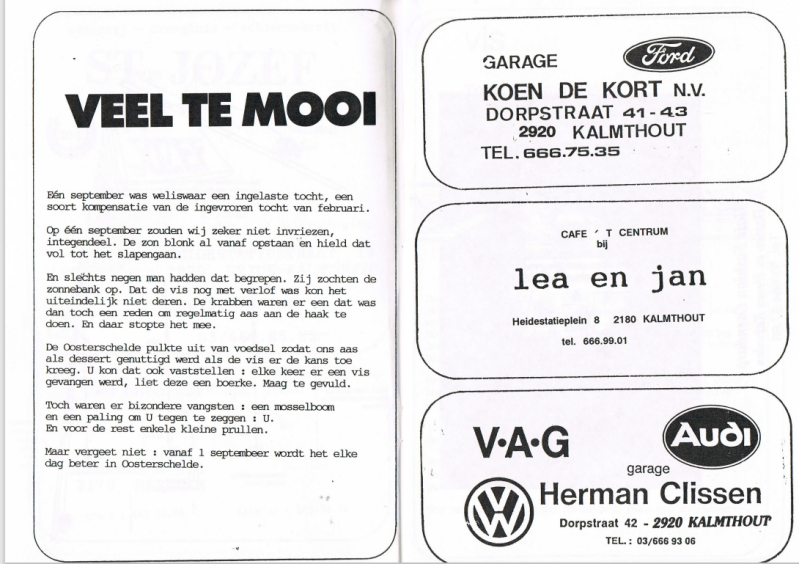 VEEL TE MOOI
Eén september was weliswaar een ingelaste tocht, een
soort kompensatie van de ingevroren tocht van februari.
Op één september zouden wij zeker niet invriezen,
integendeel. De zon blonk al vanaf opstaan en hield dat
vol tot het slapengaan.
En slechts negen man hadden dat begrepen. Zij zochten de
zonnebank op. Dat de vis nog met verlof was kon het
uiteindelijk niet deren. De krabben waren er een dat was
dan toch een reden om regelmatig aas aan de haak te
doen. En daar stopte het mee.
De Oosterschelde pulkte uit van voedsel zodat ons aas
als dessert genuttigd werd als de vis er de kans toe
kreeg. U kon dat ook vaststellen : elke keer er een vis
gevangen werd, liet deze een boerke. Maag te gevuld.
Toch waren er bizondere vangsten : een mosselboom
en een paling om U tegen te zeggen : U.
En voor de rest enkele kleine prullen.
Maar vergeet niet : vanaf 1 septembeer wordt het elke
dag beter in Oosterschelde.
GARAGE
Ford
KOEN DE KORT N.V.
DORPSTRAAT 41-43
2920 KALMTHOUT
TEL. 666.75.35
CAFE ' T CENTRUM
bij
lea en jan
Heidestatieplein 8 2180 KALMTHOUT
tel. 666.99.01
V·A·G
Audi
garage
Herman Clissen
Dorpstraat 42 - 2920 KALMTHOUT
TEL.: 03/666 93 06